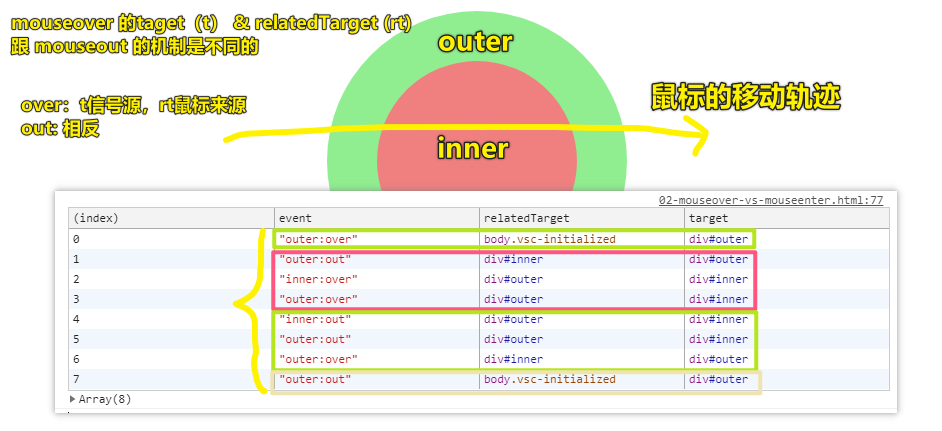 mouseover 的taget（t） & relatedTarget (rt)
跟 mouseout 的机制是不同的
over：t信号源，rt鼠标来源
out: 相反
outer
鼠标的移动轨迹
inner
02-mouseover-vs-mouseenter.html:77
(index) event relatedTarget target
0 "outer:over" body.vsc-initialized div#outer
1 "outer:out" div#inner div#outer
2 "inner:over" div#outer div#inner
3 "outer:over" div#outer div#inner
4 "inner:out" div#outer div#inner
5 "outer:out" div#outer div#inner
6 "outer:over" div#inner div#outer
7 "outer:out" body.vsc-initialized div#outer
▶Array(8)